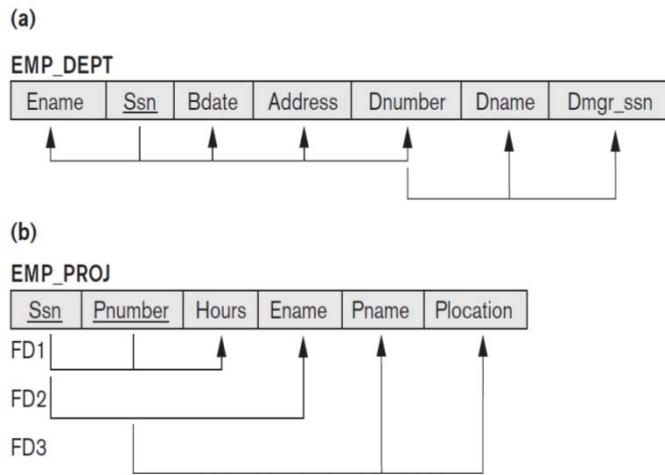 (a)
EMP_DEPT
Ename Ssn Bdate Address Dnumber Dname Dmgr_ssn
(b)
EMP_PROJ
Ssn Pnumber Hours Ename Pname Plocation
FD1
FD2
FD3